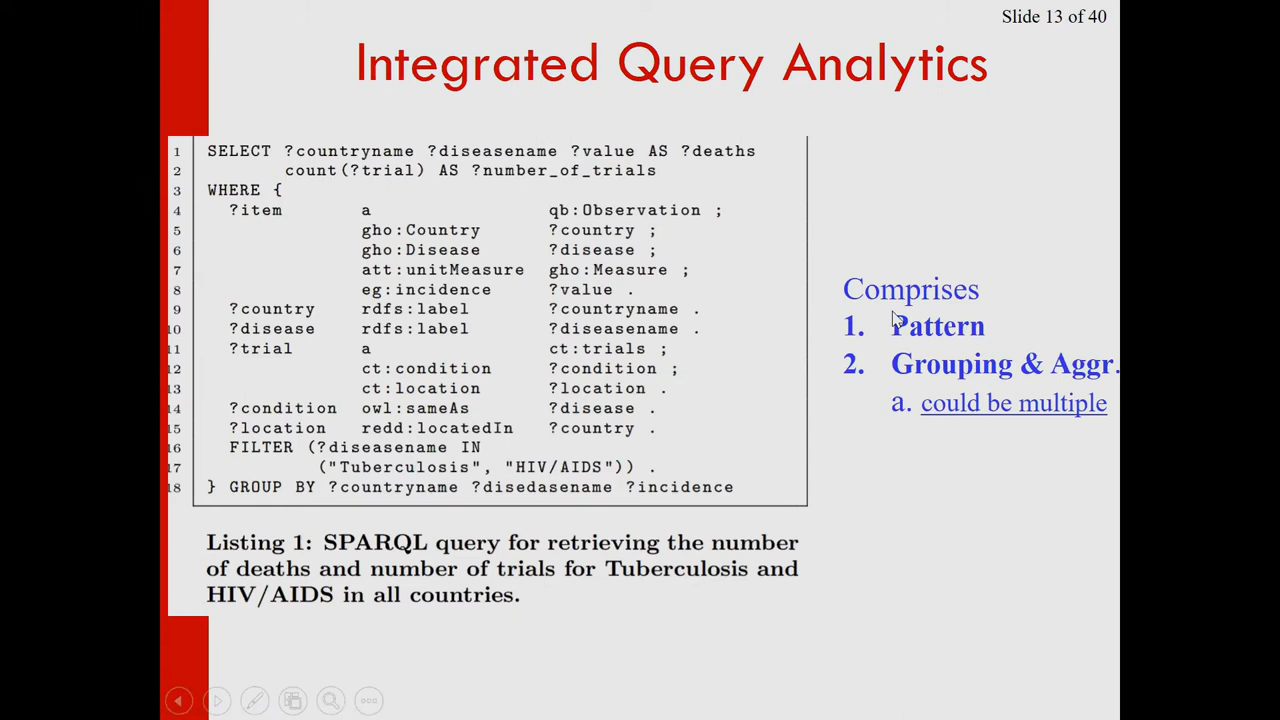 Slide 13 of 40
Integrated Query Analytics
1 SELECT ?countryname ?diseasename ?value AS ?deaths
2 count(?trial) AS ?number_of_trials
3 WHERE {
4 ?item a qb:Observation ;
5 gho:Country ?country ;
6 gho:Disease ?disease ;
7 att:unitMeasure gho:Measure ;
8 eg:incidence ?value .
9 ?country rdfs:label ?countryname .
10 ?disease rdfs:label ?diseasename .
11 ?trial a ct:trials ;
12 ct:condition ?condition ;
13 ct:location ?location .
14 ?condition owl:sameAs ?disease .
15 ?location redd:locatedIn ?country .
16 FILTER (?diseasename IN
17 ("Tuberculosis", "HIV/AIDS")) .
18 } GROUP BY ?countryname ?disedasename ?incidence
Listing 1: SPARQL query for retrieving the number
of deaths and number of trials for Tuberculosis and
HIV/AIDS in all countries.
Comprises
1. Pattern
2. Grouping & Aggr.
a. could be multiple